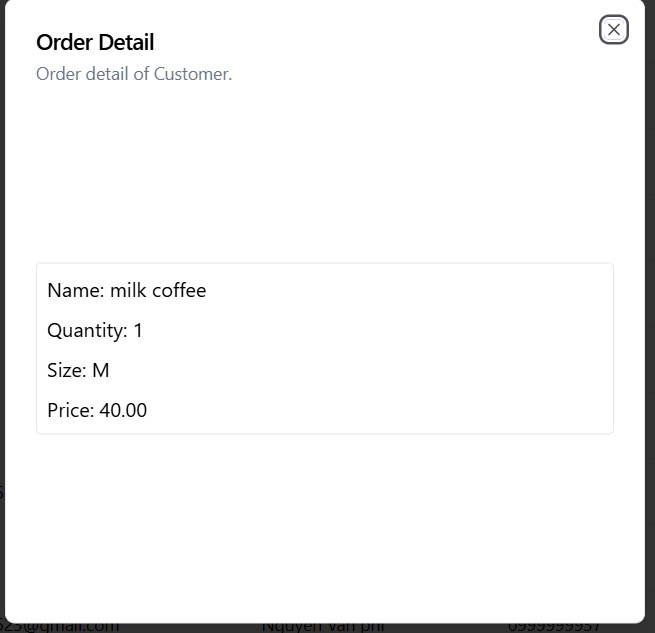 Order Detail
Order detail of Customer.
Name: milk coffee
Quantity: 1
Size: M
Price: 40.00